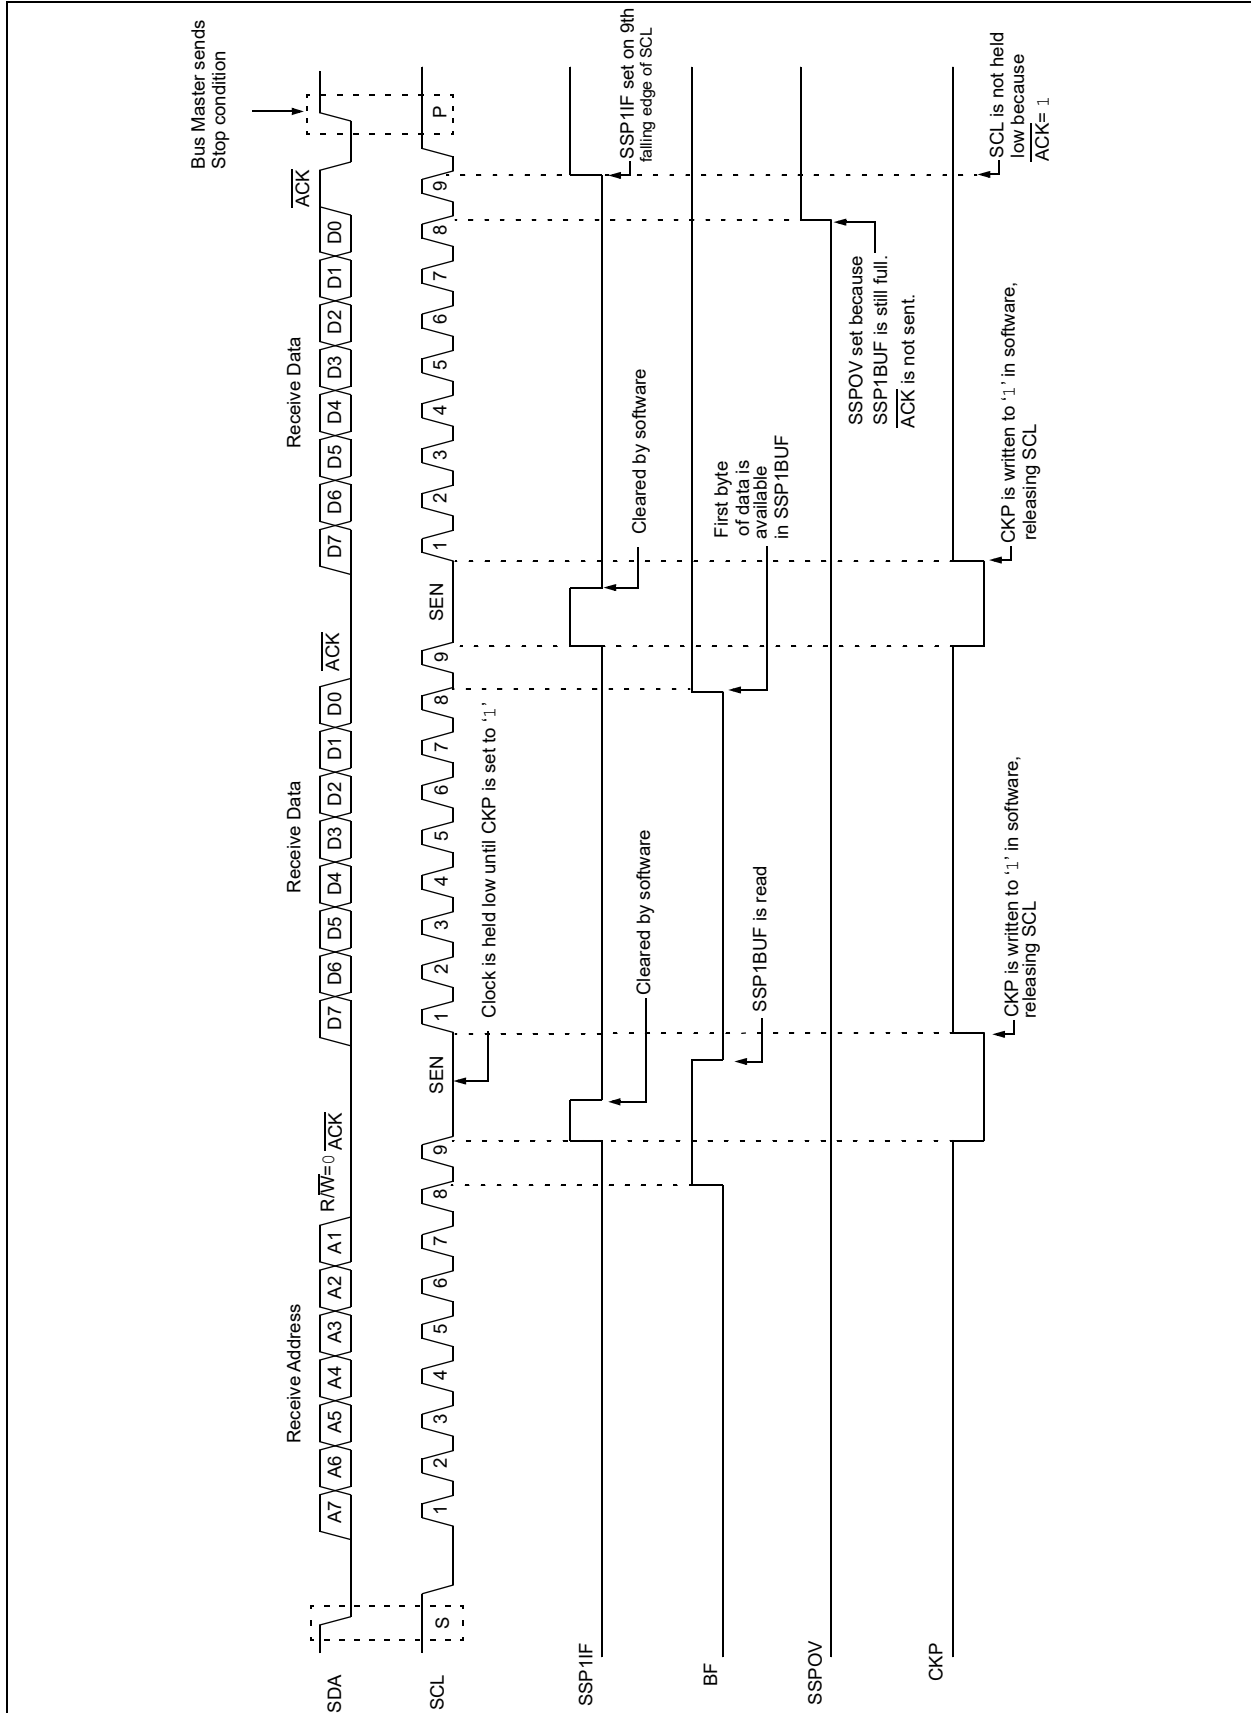 Bus Master sends
Stop condition
Receive Address
Receive Data
Receive Data
SDA
A7 A6 A5 A4 A3 A2 A1 R/W=0 ACK D7 D6 D5 D4 D3 D2 D1 D0 ACK D7 D6 D5 D4 D3 D2 D1 D0 ACK
SCL
S 1 2 3 4 5 6 7 8 9 SEN 1 2 3 4 5 6 7 8 9 SEN 1 2 3 4 5 6 7 8 9 P
Clock is held low until CKP is set to ‘1’
SSP1IF
Cleared by software
Cleared by software
SSP1IF set on 9th
falling edge of SCL
BF
SSP1BUF is read
First byte
of data is
available
in SSP1BUF
SSPOV
SSPOV set because
SSP1BUF is still full.
ACK is not sent.
CKP
CKP is written to ‘1’ in software,
releasing SCL
CKP is written to ‘1’ in software,
releasing SCL
SCL is not held
low because
ACK= 1